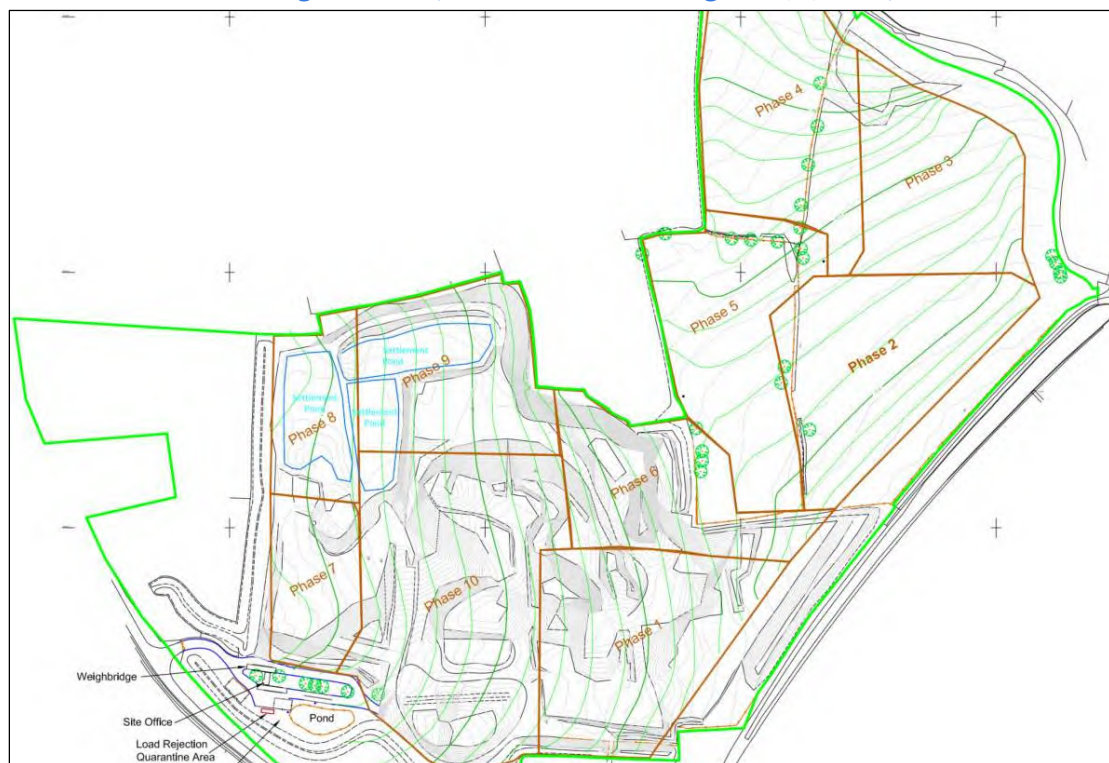 Phase 4
Phase 3
Phase 5
Phase 2
Settlement
Pond
Phase 9
Settlement
Pond
Settlement
Pond
Phase 8
Phase 6
Phase 7
Phase 10
Phase 1
Weighbridge
Site Office
Pond
Load Rejection
Quarantine Area